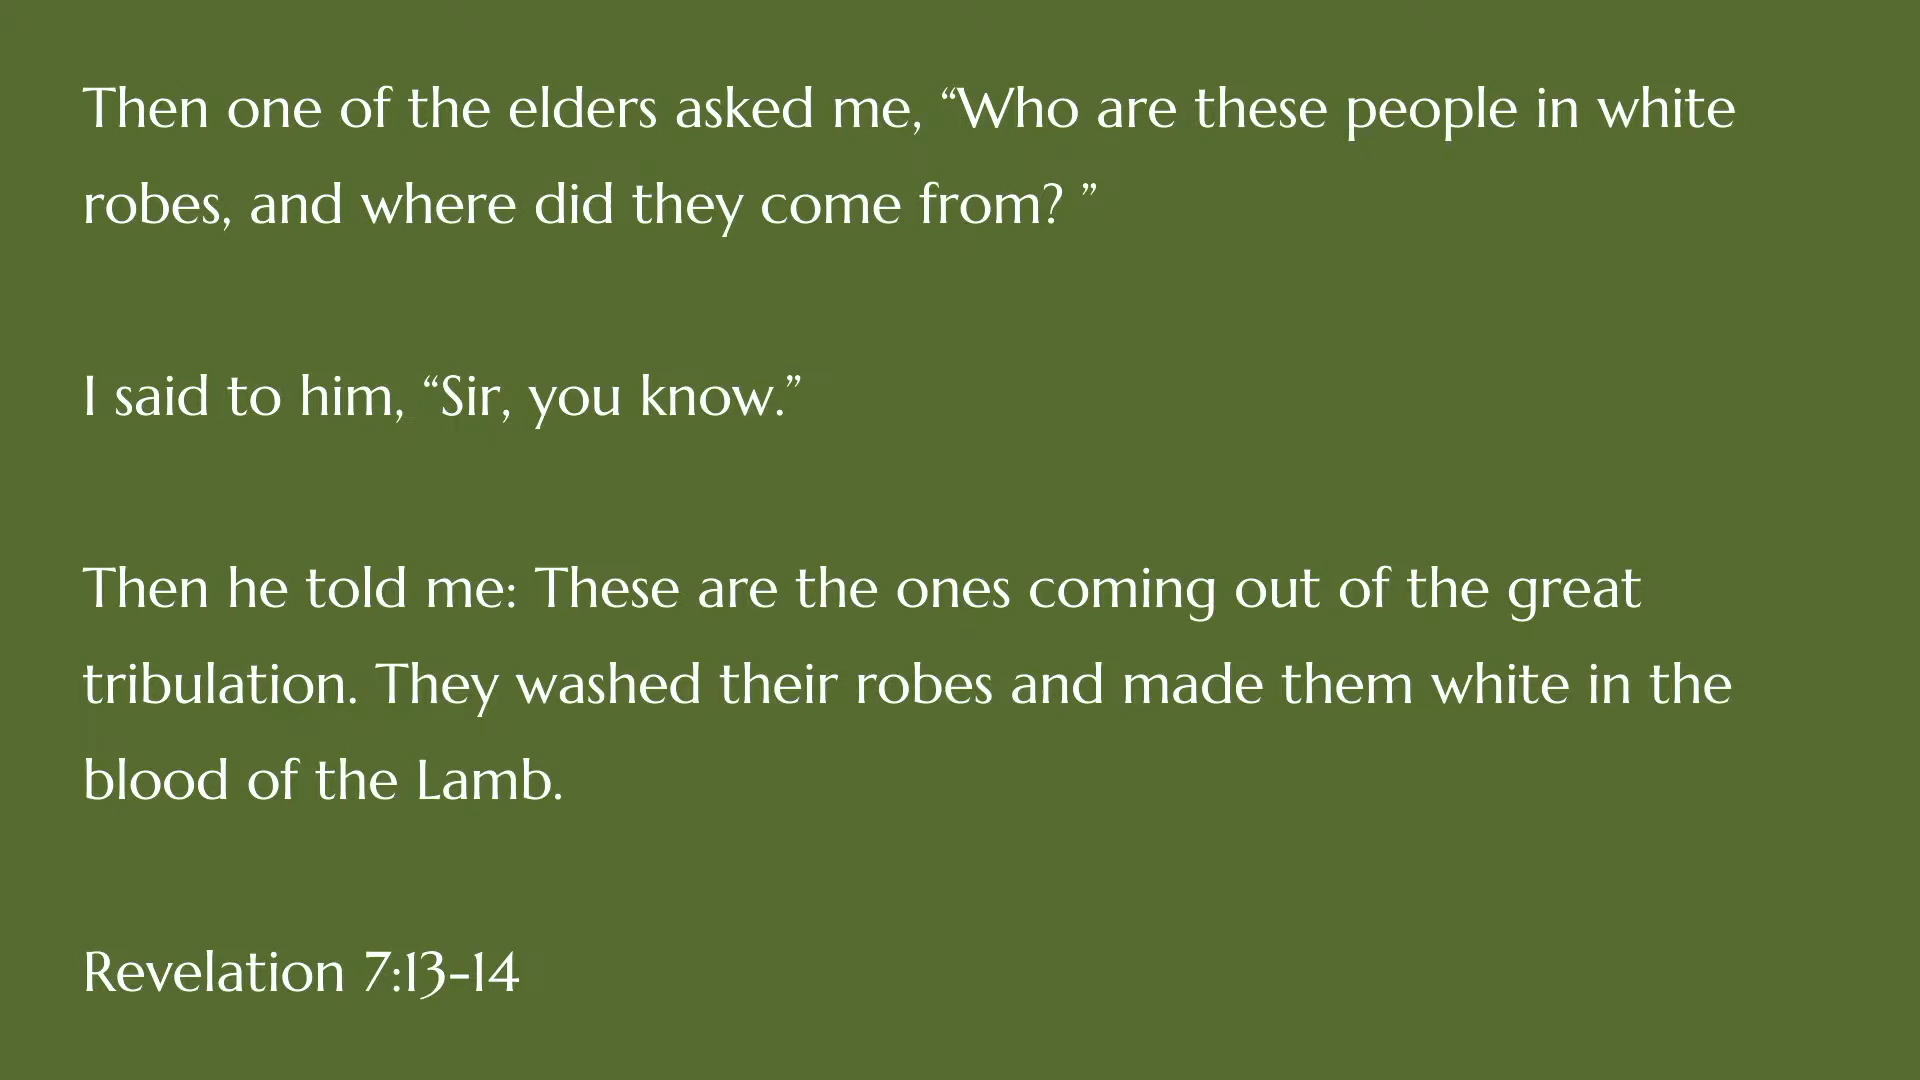 Then one of the elders asked me, “Who are these people in white
robes, and where did they come from? ”
I said to him, “Sir, you know.”
Then he told me: These are the ones coming out of the great
tribulation. They washed their robes and made them white in the
blood of the Lamb.
Revelation 7:13-14